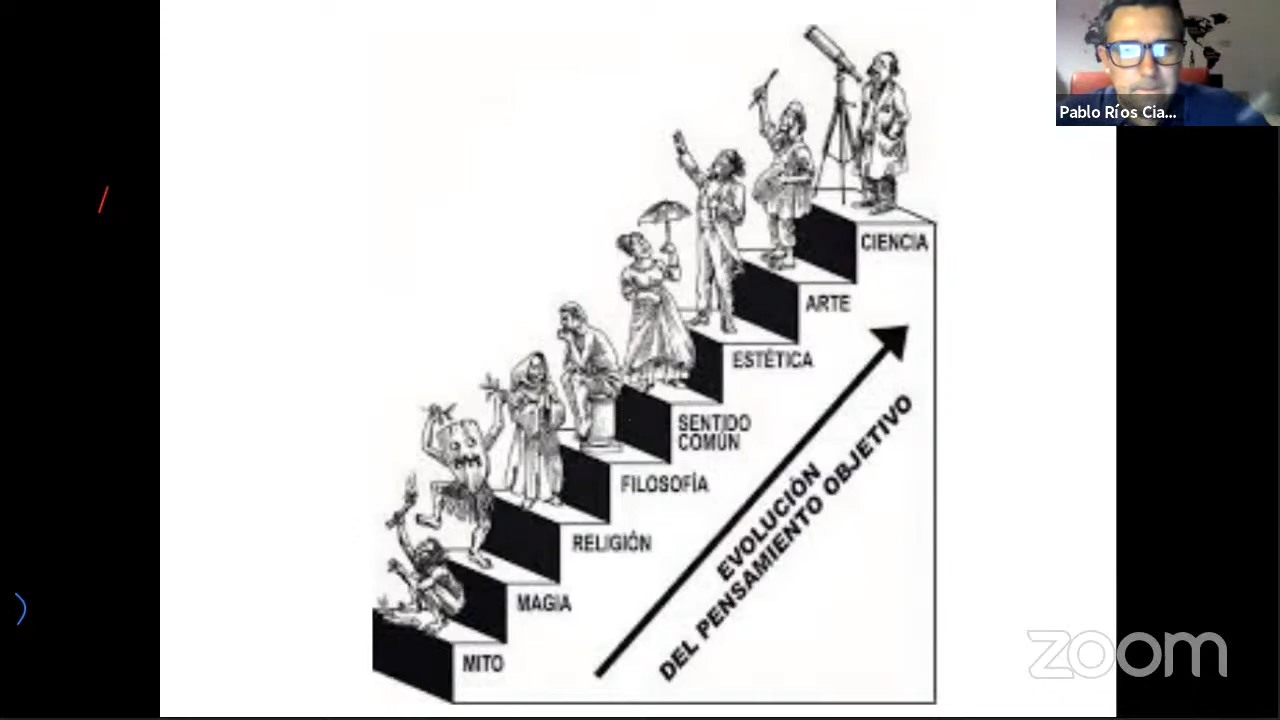 Pablo Ríos Cia...
CIENCIA
ARTE
ESTÉTICA
SENTIDO
COMÚN
FILOSOFÍA
RELIGIÓN
MAGIA
MITO
EVOLUCIÓN
DEL PENSAMIENTO OBJETIVO
zoom